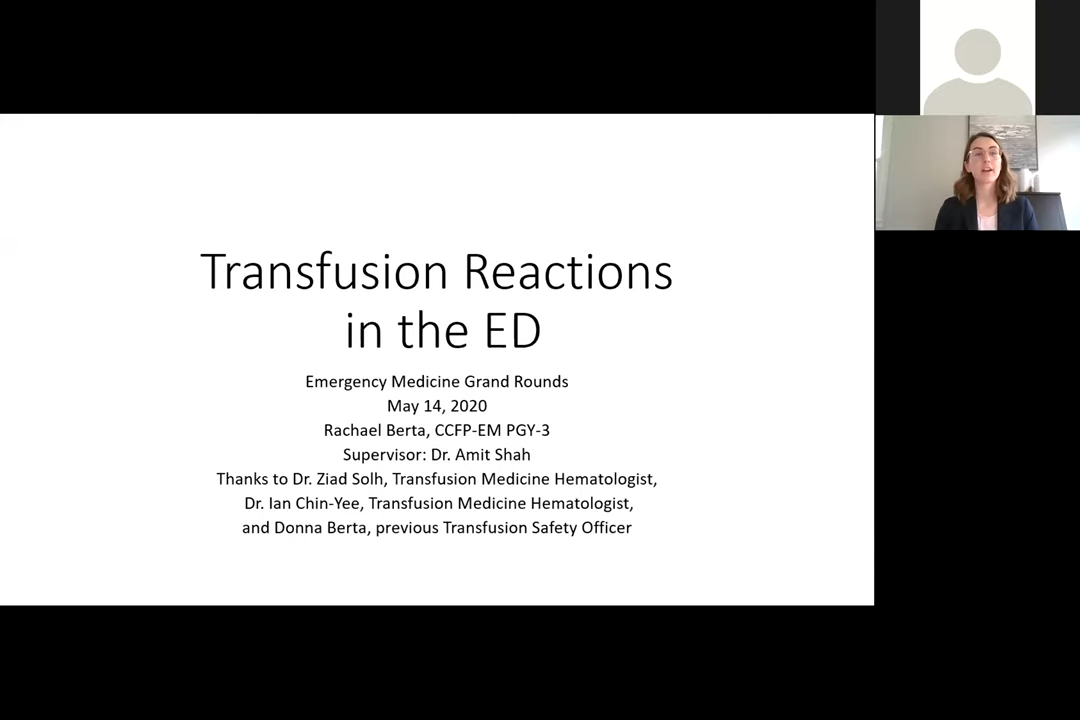 Transfusion Reactions
in the ED
Emergency Medicine Grand Rounds
May 14, 2020
Rachael Berta, CCFP-EM PGY-3
Supervisor: Dr. Amit Shah
Thanks to Dr. Ziad Solh, Transfusion Medicine Hematologist,
Dr. Ian Chin-Yee, Transfusion Medicine Hematologist,
and Donna Berta, previous Transfusion Safety Officer